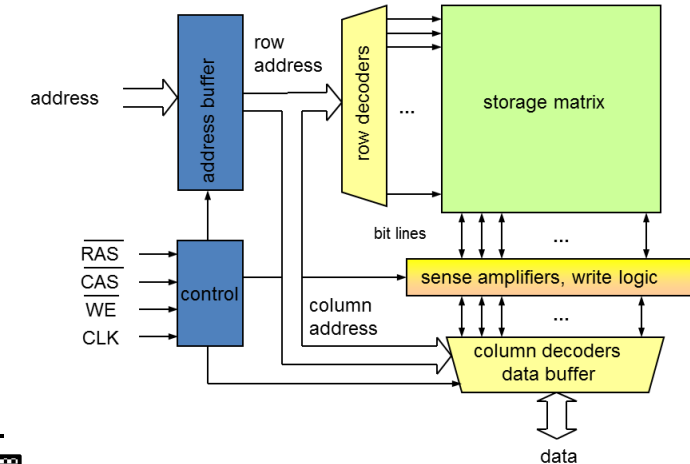 row
address
address
address buffer
row decoders
...
storage matrix
bit lines
...
RAS
CAS
WE
CLK
control
sense amplifiers, write logic
column
address
...
column decoders
data buffer
data